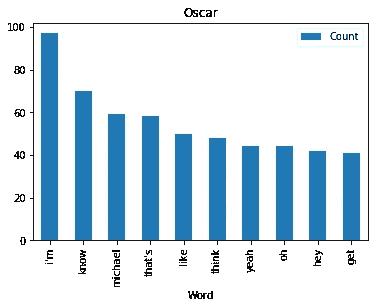 Oscar
Count
100
80
60
40
20
0
i'm
know
michael
that's
like
think
yeah
oh
hey
get
Word